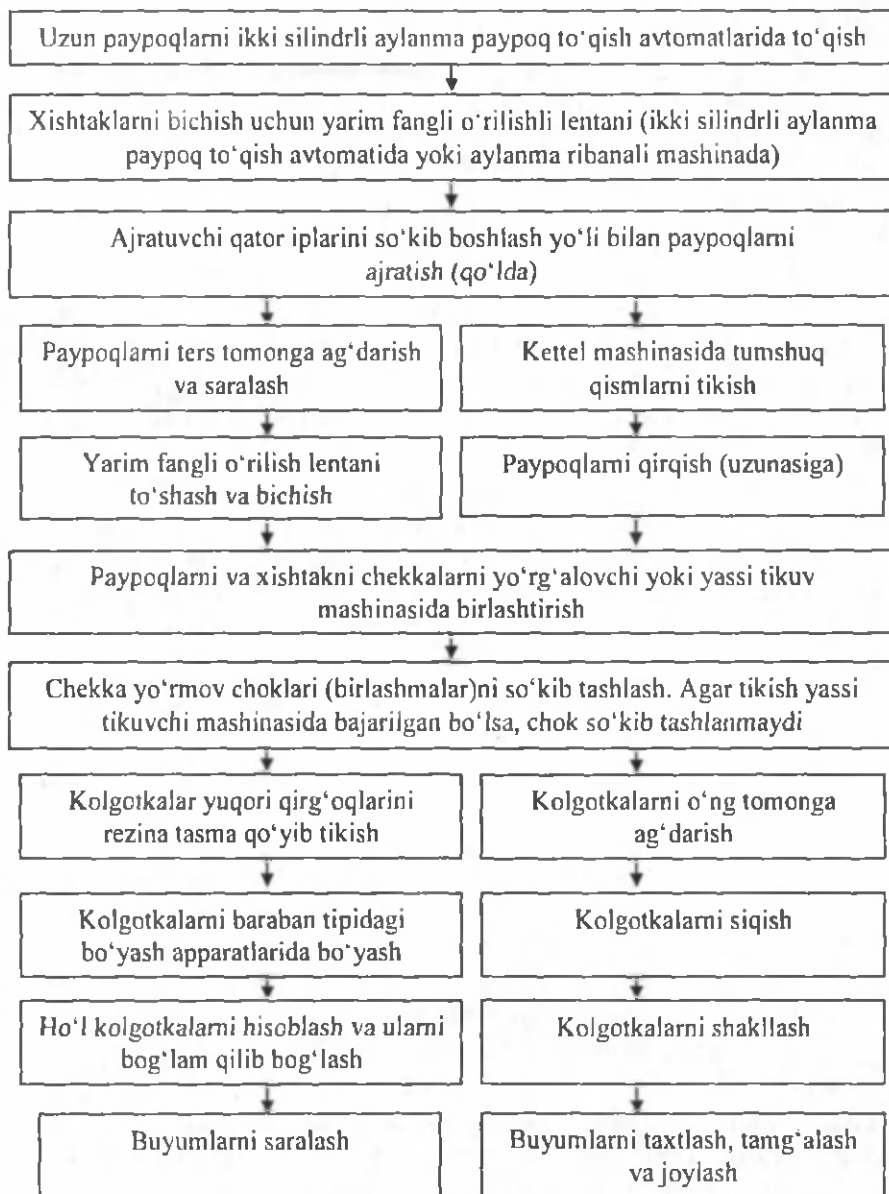 Uzun paypoqlarni ikki silindrli aylanma paypoq to‘qish avtomatlarida to‘qish
Xishtaklarni bichish uchun yarim fangli o‘rilishli lentani (ikki silindrli aylanma
paypoq to‘qish avtomatida yoki aylanma ribanali mashinada)
Ajratuvchi qator iplarini so‘kib boshlash yo‘li bilan paypoqlarni
ajratish (qo‘lda)
Paypoqlarni ters tomonga ag‘darish
va saralash
Kettel mashinasida tumshuq
qismlarni tikish
Yarim fangli o‘rilish lentani
to‘shash va bichish
Paypoqlarni qirqish (uzunasiga)
Paypoqlarni va xishtakni chekkalarni yo‘rg‘alovchi yoki yassi tikuv
mashinasida birlashtirish
Chekka yo‘rmov choklari (birlashmalar)ni so‘kib tashlash. Agar tikish yassi
tikuvchi mashinasida bajarilgan bo‘lsa, chok so‘kib tashlanmaydi
Kolgotkalar yuqori qirg‘oqlarini
rezina tasma qo‘yib tikish
Kolgotkalarni o‘ng tomonga
ag‘darish
Kolgotkalarni baraban tipidagi
bo‘yash apparatlarida bo‘yash
Kolgotkalarni siqish
Ho‘l kolgotkalarni hisoblash va ularni
bog‘lam qilib bog‘lash
Kolgotkalarni shakllash
Buyumlarni saralash
Buyumlarni taxtlash, tamg‘alash
va joylash